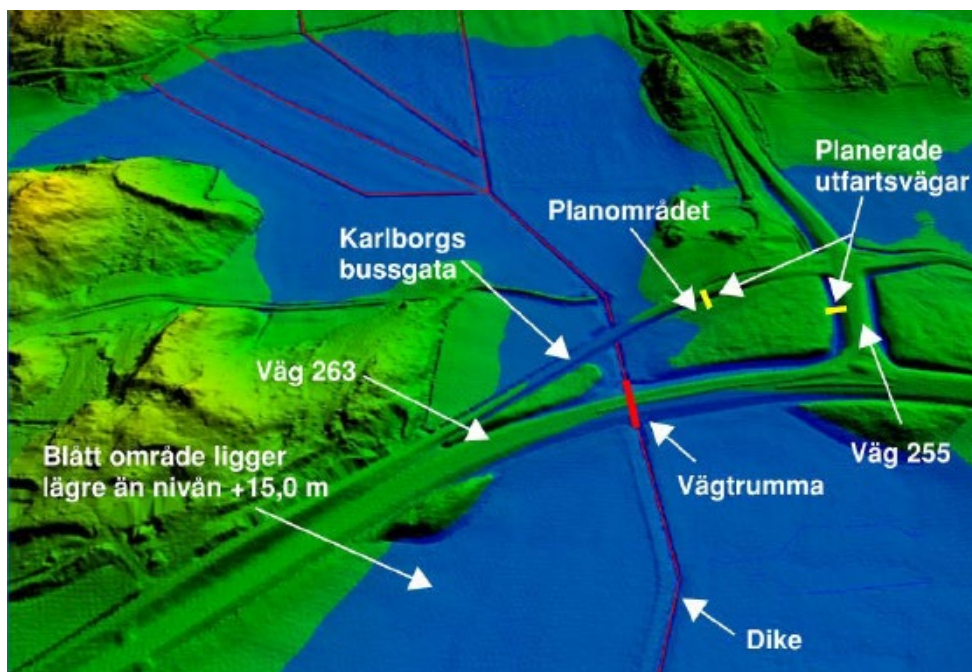 Planerade
utfartsvägar
Planområdet
Karlborgs
bussgata
Väg 263
Blått område ligger
lägre än nivån +15,0 m
Väg 255
Vägtrumma
Dike